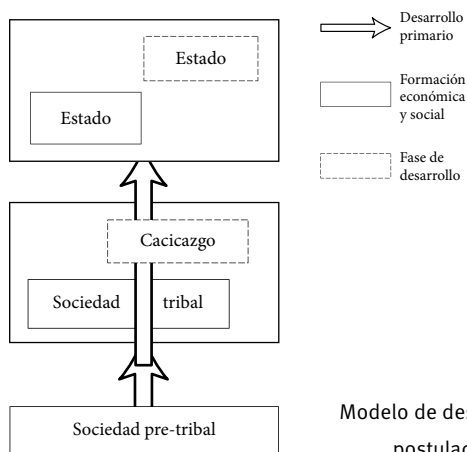 Estado
Estado
Cacicazgo
Sociedad tribal
Sociedad pre-tribal
Desarrollo
primario
Formación
económica
y social
Fase de
desarrollo
Modelo de des
postulad